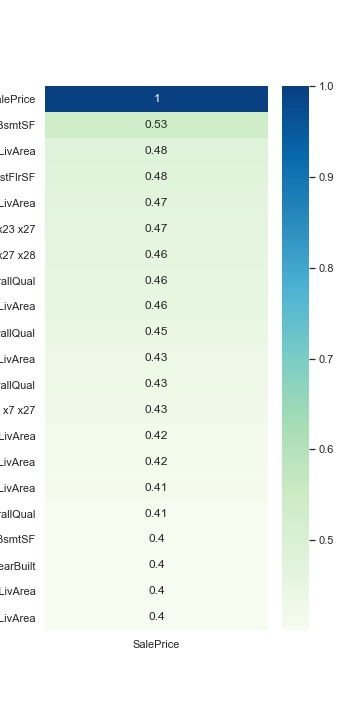 alePrice 1 1.0
BsmtSF 0.53
LivArea 0.48
stFlrSF 0.48 0.9
LivArea 0.47
x23 x27 0.47
x27 x28 0.46 0.8
rallQual 0.46
LivArea 0.46
rallQual 0.45
LivArea 0.43 0.7
rallQual 0.43
x7 x27 0.43
LivArea 0.42 0.6
LivArea 0.42
LivArea 0.41
rallQual 0.41
BsmtSF 0.4 0.5
earBuilt 0.4
LivArea 0.4
LivArea 0.4
SalePrice